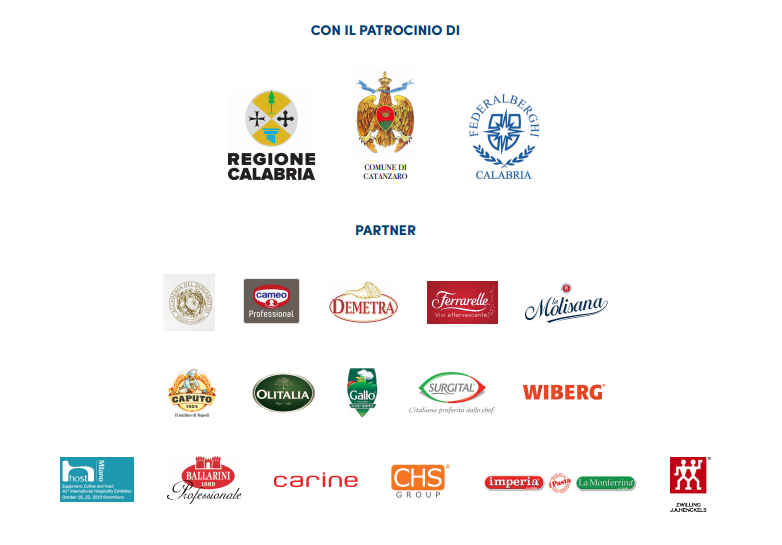 CON IL PATROCINIO DI
REGIONE
CALABRIA
COMUNE DI
CATANZARO
FEDERALBERGHI
CALABRIA
PARTNER
ACCADEMIA DEL BERGAMOTTO
cameo
Professional
DEMETRA
Ferrarelle
Vivi effervescente.
la
Molisana
CAPUTO
1924
Il mulino di Napoli
OLITALIA
Gallo
SURGITAL®
L'italiana preferita dallo chef.
WIBERG®
host
Milano
Equipment, Coffee and Food
41st International Hospitality Exhibition
October 18_22, 2019 fieramilano
BALLARINI
1889
Professionale
carine
CHS®
GROUP
imperia
iPasta
La Monferrina
ZWILLING
J.A.HENCKELS